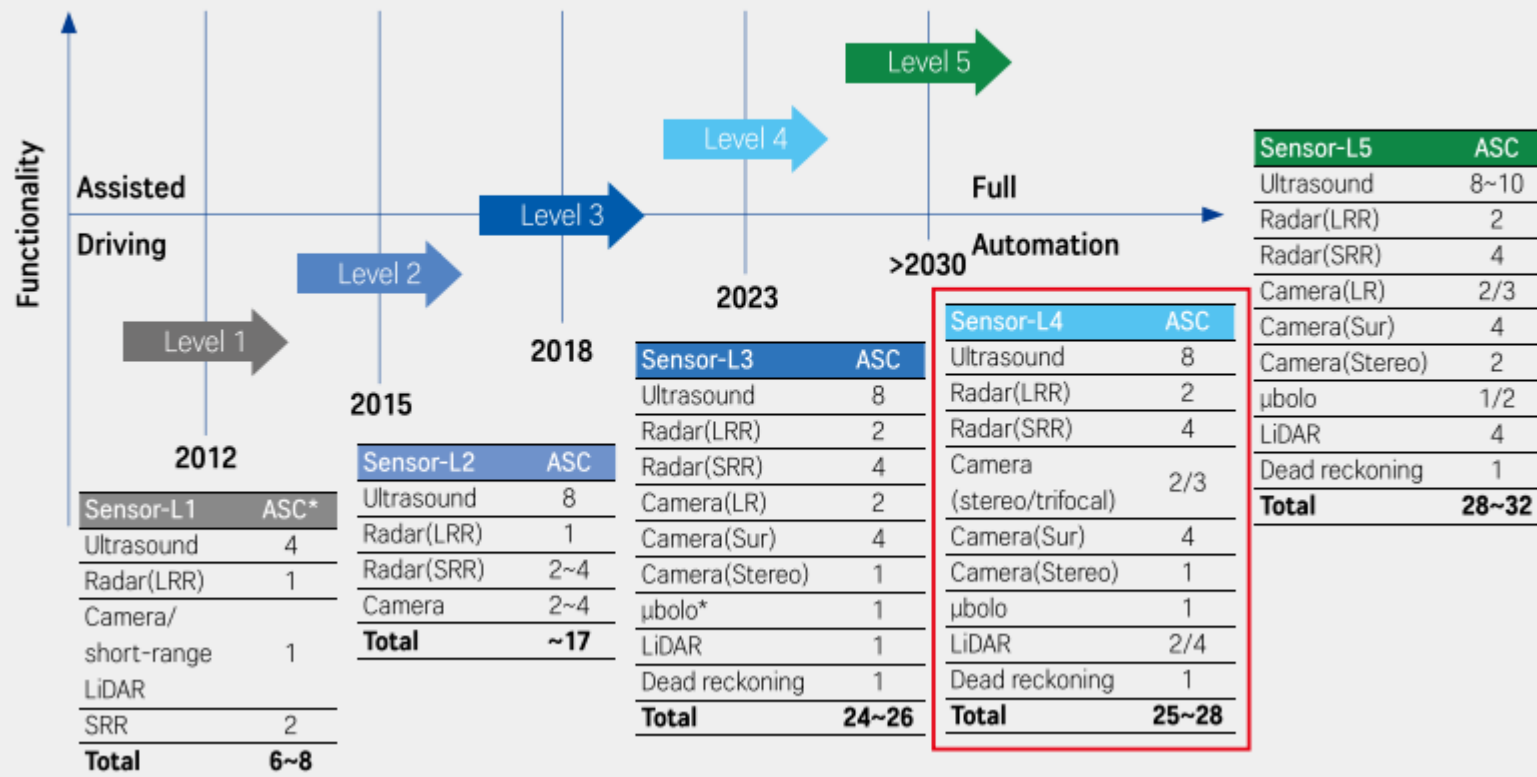 Functionality
Assisted
Driving
Full
Automation
Level 1
Level 2
Level 3
Level 4
Level 5
2012
2015
2018
2023
>2030
Sensor-L1 ASC*
Ultrasound 4
Radar(LRR) 1
Camera/
short-range 1
LiDAR
SRR 2
Total 6~8
Sensor-L2 ASC
Ultrasound 8
Radar(LRR) 1
Radar(SRR) 2~4
Camera 2~4
Total ~17
Sensor-L3 ASC
Ultrasound 8
Radar(LRR) 2
Radar(SRR) 4
Camera(LR) 2
Camera(Sur) 4
Camera(Stereo) 1
μbolo* 1
LiDAR 1
Dead reckoning 1
Total 24~26
Sensor-L4 ASC
Ultrasound 8
Radar(LRR) 2
Radar(SRR) 4
Camera
(stereo/trifocal) 2/3
Camera(Sur) 4
Camera(Stereo) 1
μbolo 1
LiDAR 2/4
Dead reckoning 1
Total 25~28
Sensor-L5 ASC
Ultrasound 8~10
Radar(LRR) 2
Radar(SRR) 4
Camera(LR) 2/3
Camera(Sur) 4
Camera(Stereo) 2
μbolo 1/2
LiDAR 4
Dead reckoning 1
Total 28~32